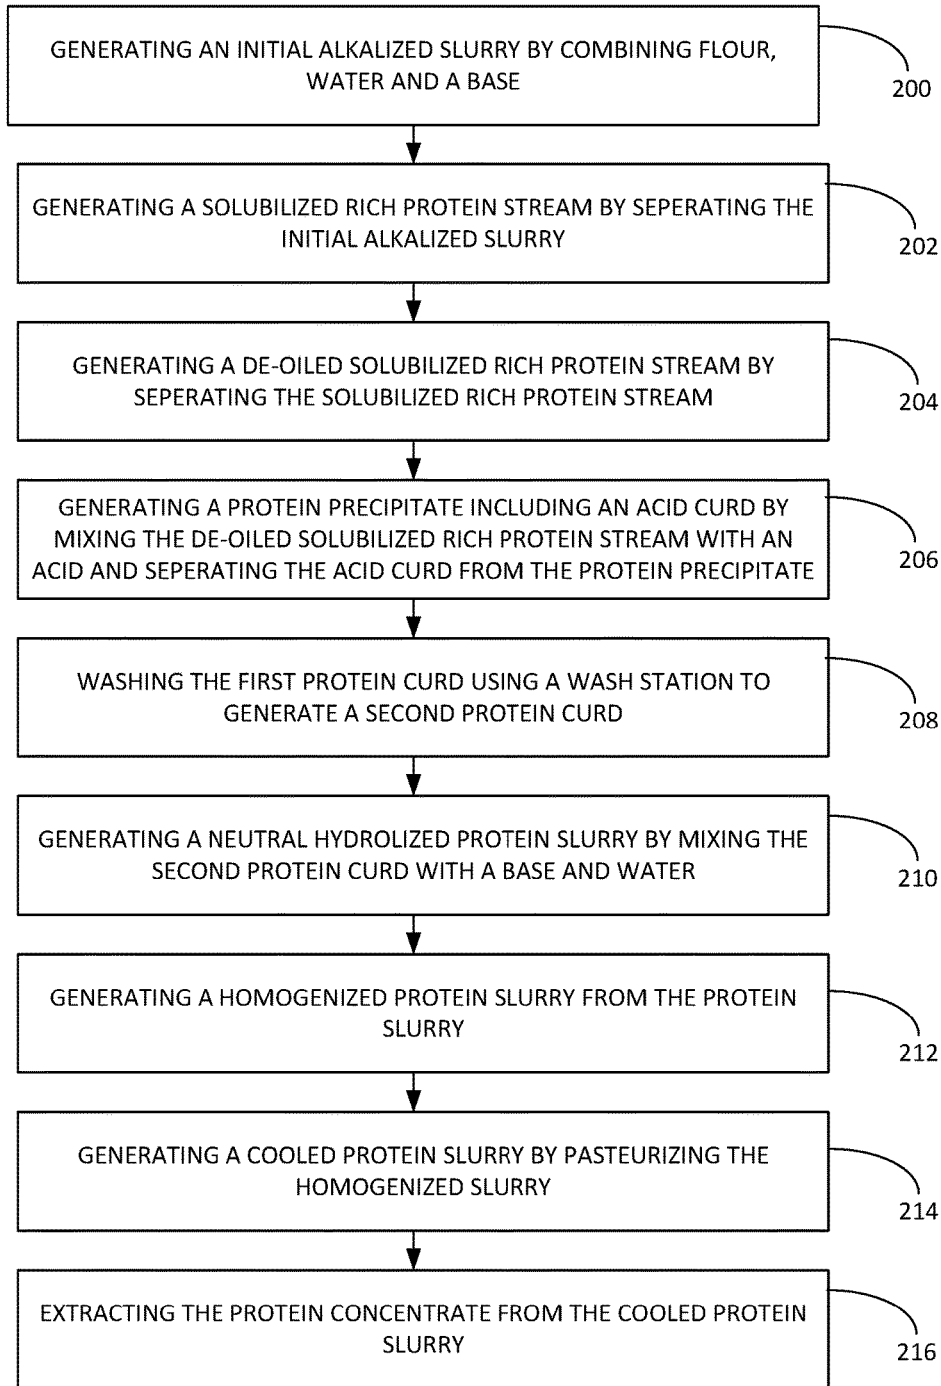 GENERATING AN INITIAL ALKALIZED SLURRY BY COMBINING FLOUR,
WATER AND A BASE
200
GENERATING A SOLUBILIZED RICH PROTEIN STREAM BY SEPERATING THE
INITIAL ALKALIZED SLURRY
202
GENERATING A DE-OILED SOLUBILIZED RICH PROTEIN STREAM BY
SEPERATING THE SOLUBILIZED RICH PROTEIN STREAM
204
GENERATING A PROTEIN PRECIPITATE INCLUDING AN ACID CURD BY
MIXING THE DE-OILED SOLUBILIZED RICH PROTEIN STREAM WITH AN
ACID AND SEPERATING THE ACID CURD FROM THE PROTEIN PRECIPITATE
206
WASHING THE FIRST PROTEIN CURD USING A WASH STATION TO
GENERATE A SECOND PROTEIN CURD
208
GENERATING A NEUTRAL HYDROLIZED PROTEIN SLURRY BY MIXING THE
SECOND PROTEIN CURD WITH A BASE AND WATER
210
GENERATING A HOMOGENIZED PROTEIN SLURRY FROM THE PROTEIN
SLURRY
212
GENERATING A COOLED PROTEIN SLURRY BY PASTEURIZING THE
HOMOGENIZED SLURRY
214
EXTRACTING THE PROTEIN CONCENTRATE FROM THE COOLED PROTEIN
SLURRY
216